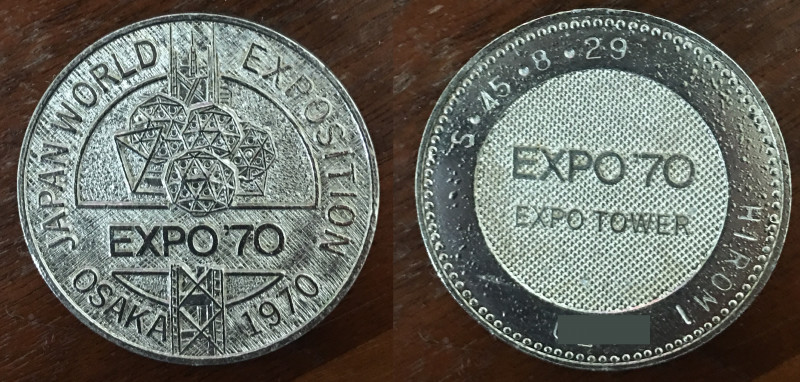 JAPAN WORLD EXPOSITION
EXPO'70
OSAKA 1970
S・45・8・29
EXPO'70
EXPO TOWER
HIROMI